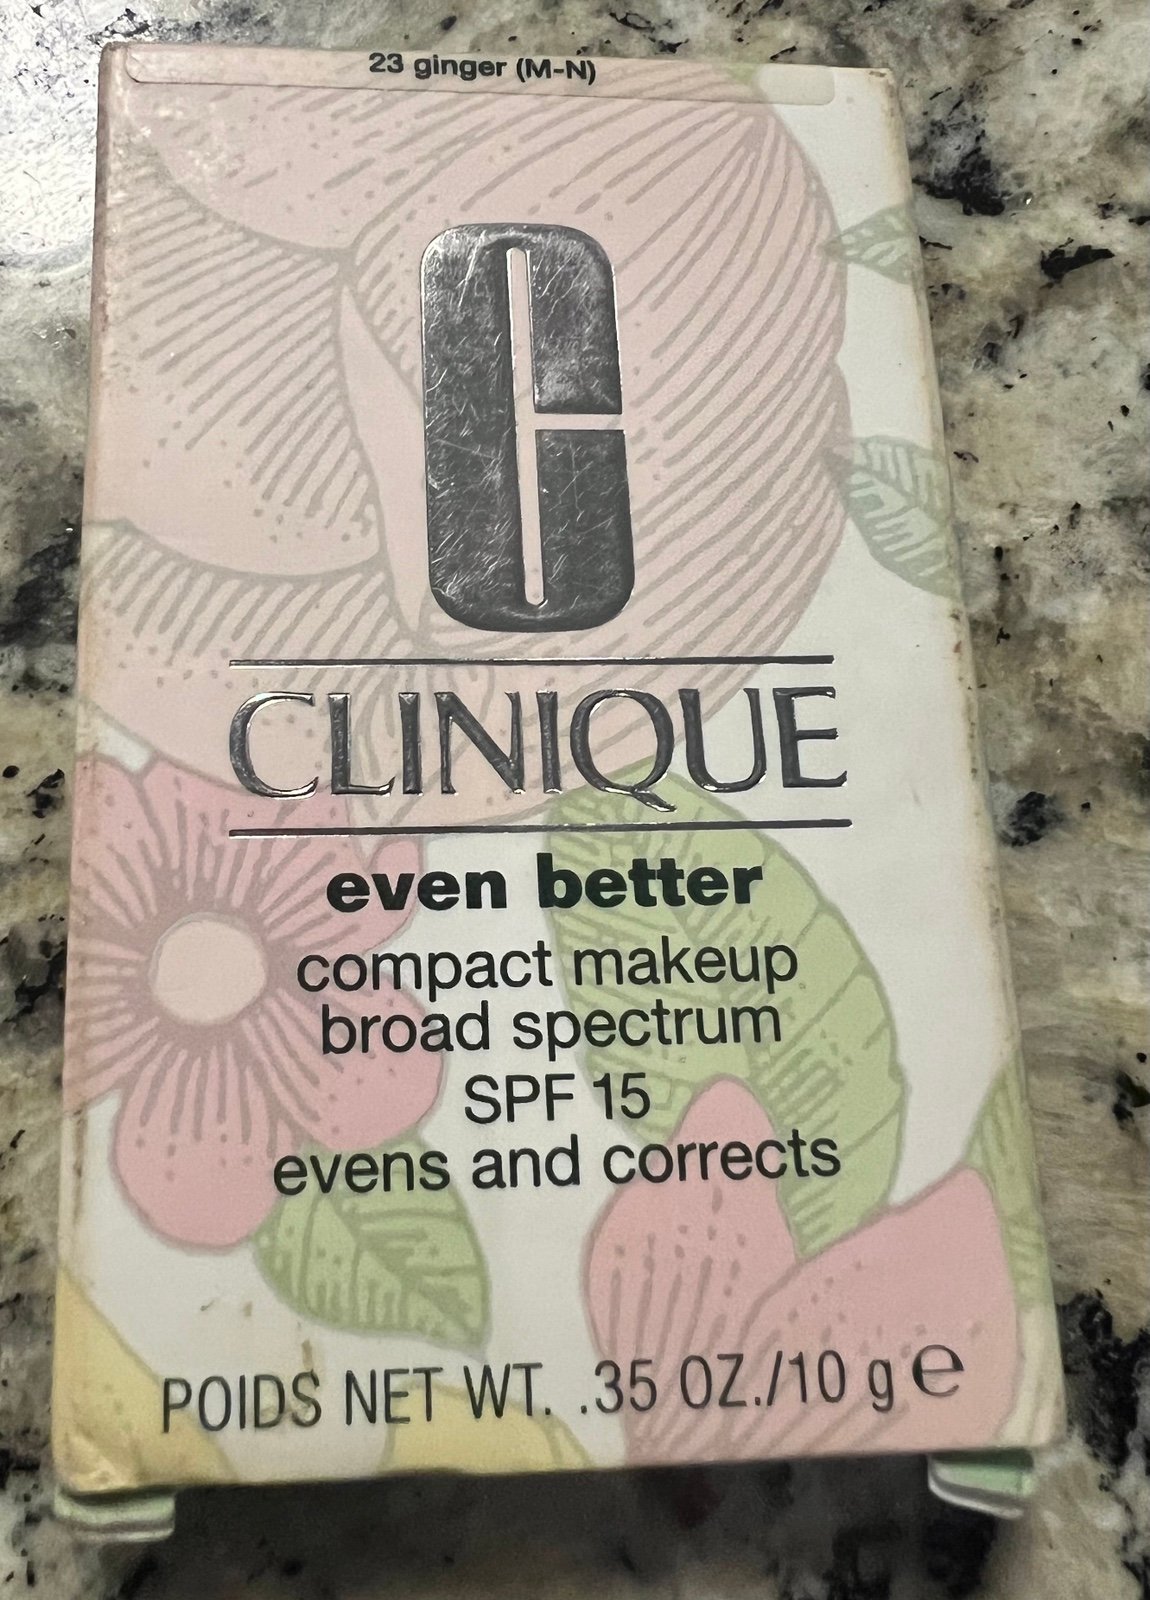 23 ginger (M-N)
C
CLINIQUE
even better
compact makeup
broad spectrum
SPF 15
evens and corrects
POIDS NET WT. .35 OZ./10 g e